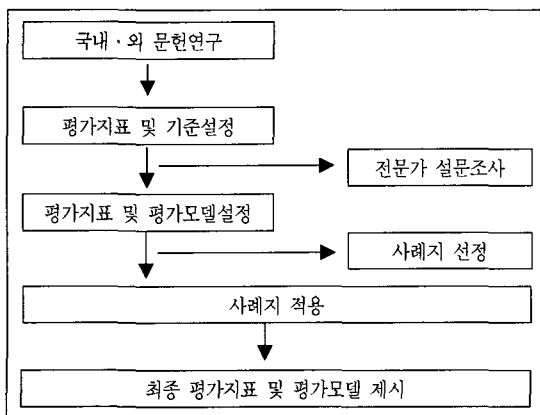 국내 · 외 문헌연구
평가지표 및 기준설정
전문가 설문조사
평가지표 및 평가모델설정
사례지 선정
사례지 적용
최종 평가지표 및 평가모델 제시